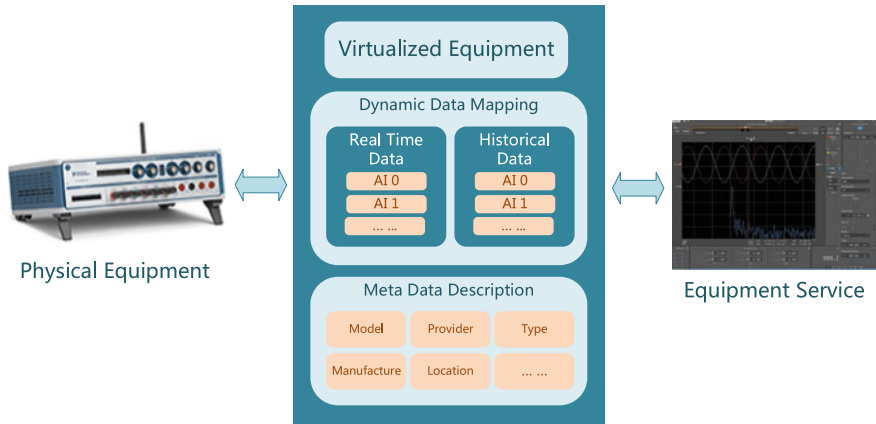 Virtualized Equipment
Dynamic Data Mapping
Real Time
Data
AI 0
AI 1
... ...
Historical
Data
AI 0
AI 1
... ...
Physical Equipment
Equipment Service
Meta Data Description
Model
Provider
Type
Manufacture
Location
... ...